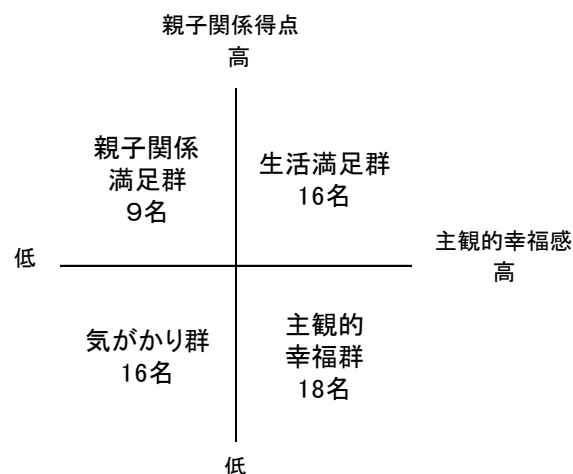 親子関係得点
高
親子関係
満足群
９名
生活満足群
16名
低
主観的幸福感
高
気がかり群
16名
主観的
幸福群
18名
低